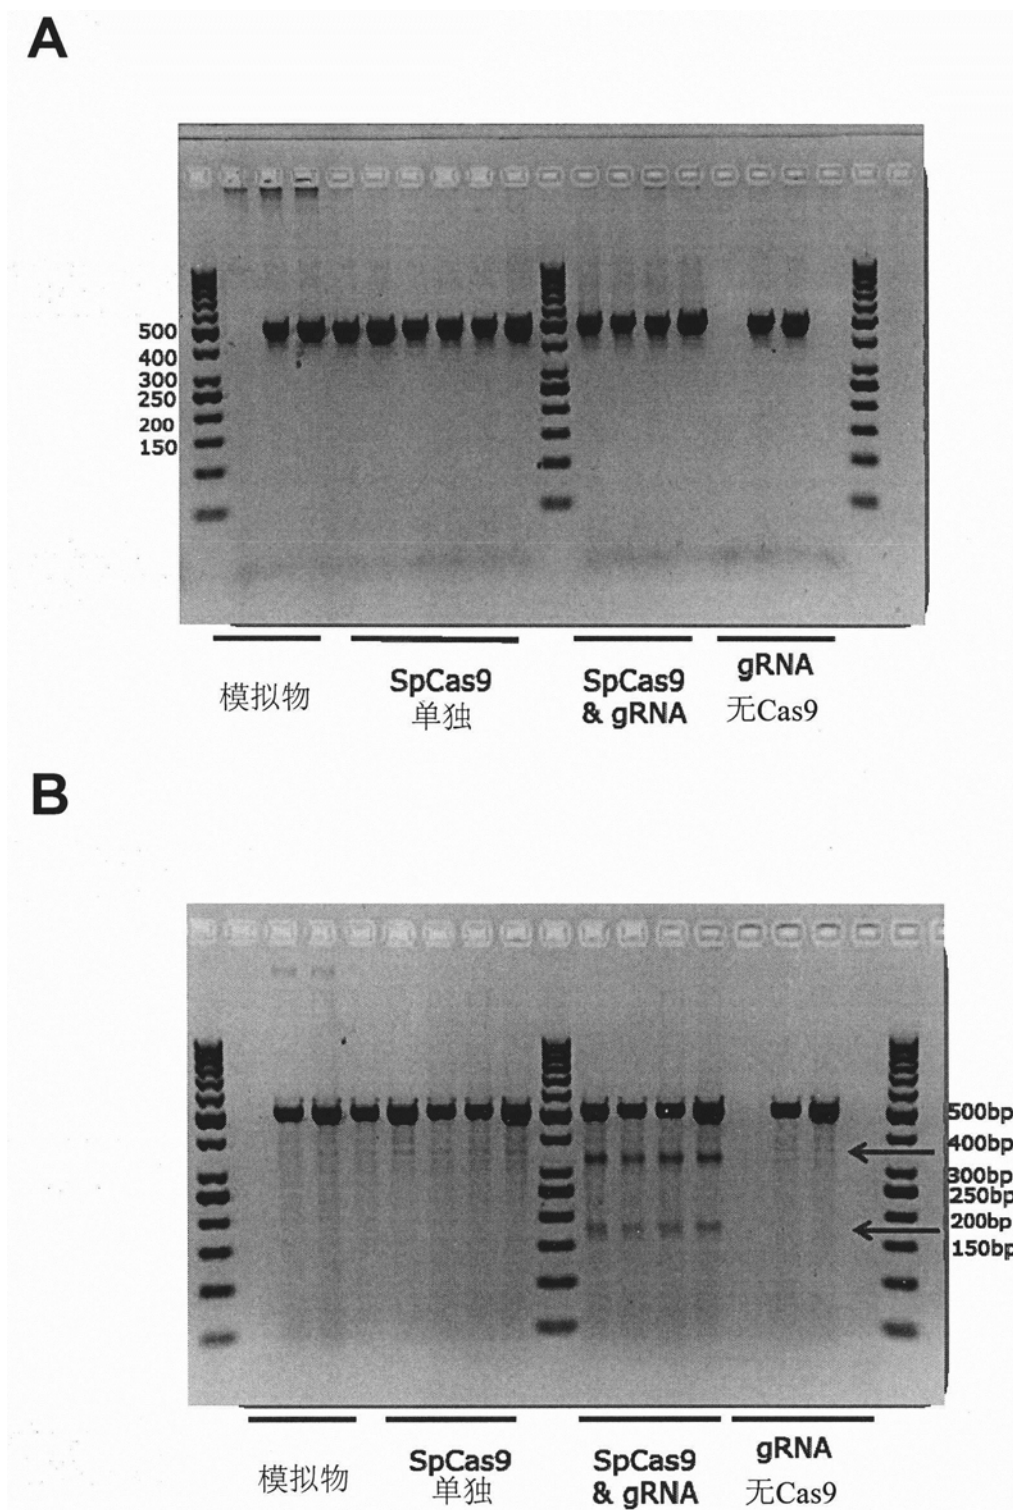 A
500
400
300
250
200
150
模拟物
SpCas9
单独
SpCas9
& gRNA
gRNA
无Cas9
B
500bp
400bp
300bp
250bp
200bp
150bp
模拟物
SpCas9
单独
SpCas9
& gRNA
gRNA
无Cas9